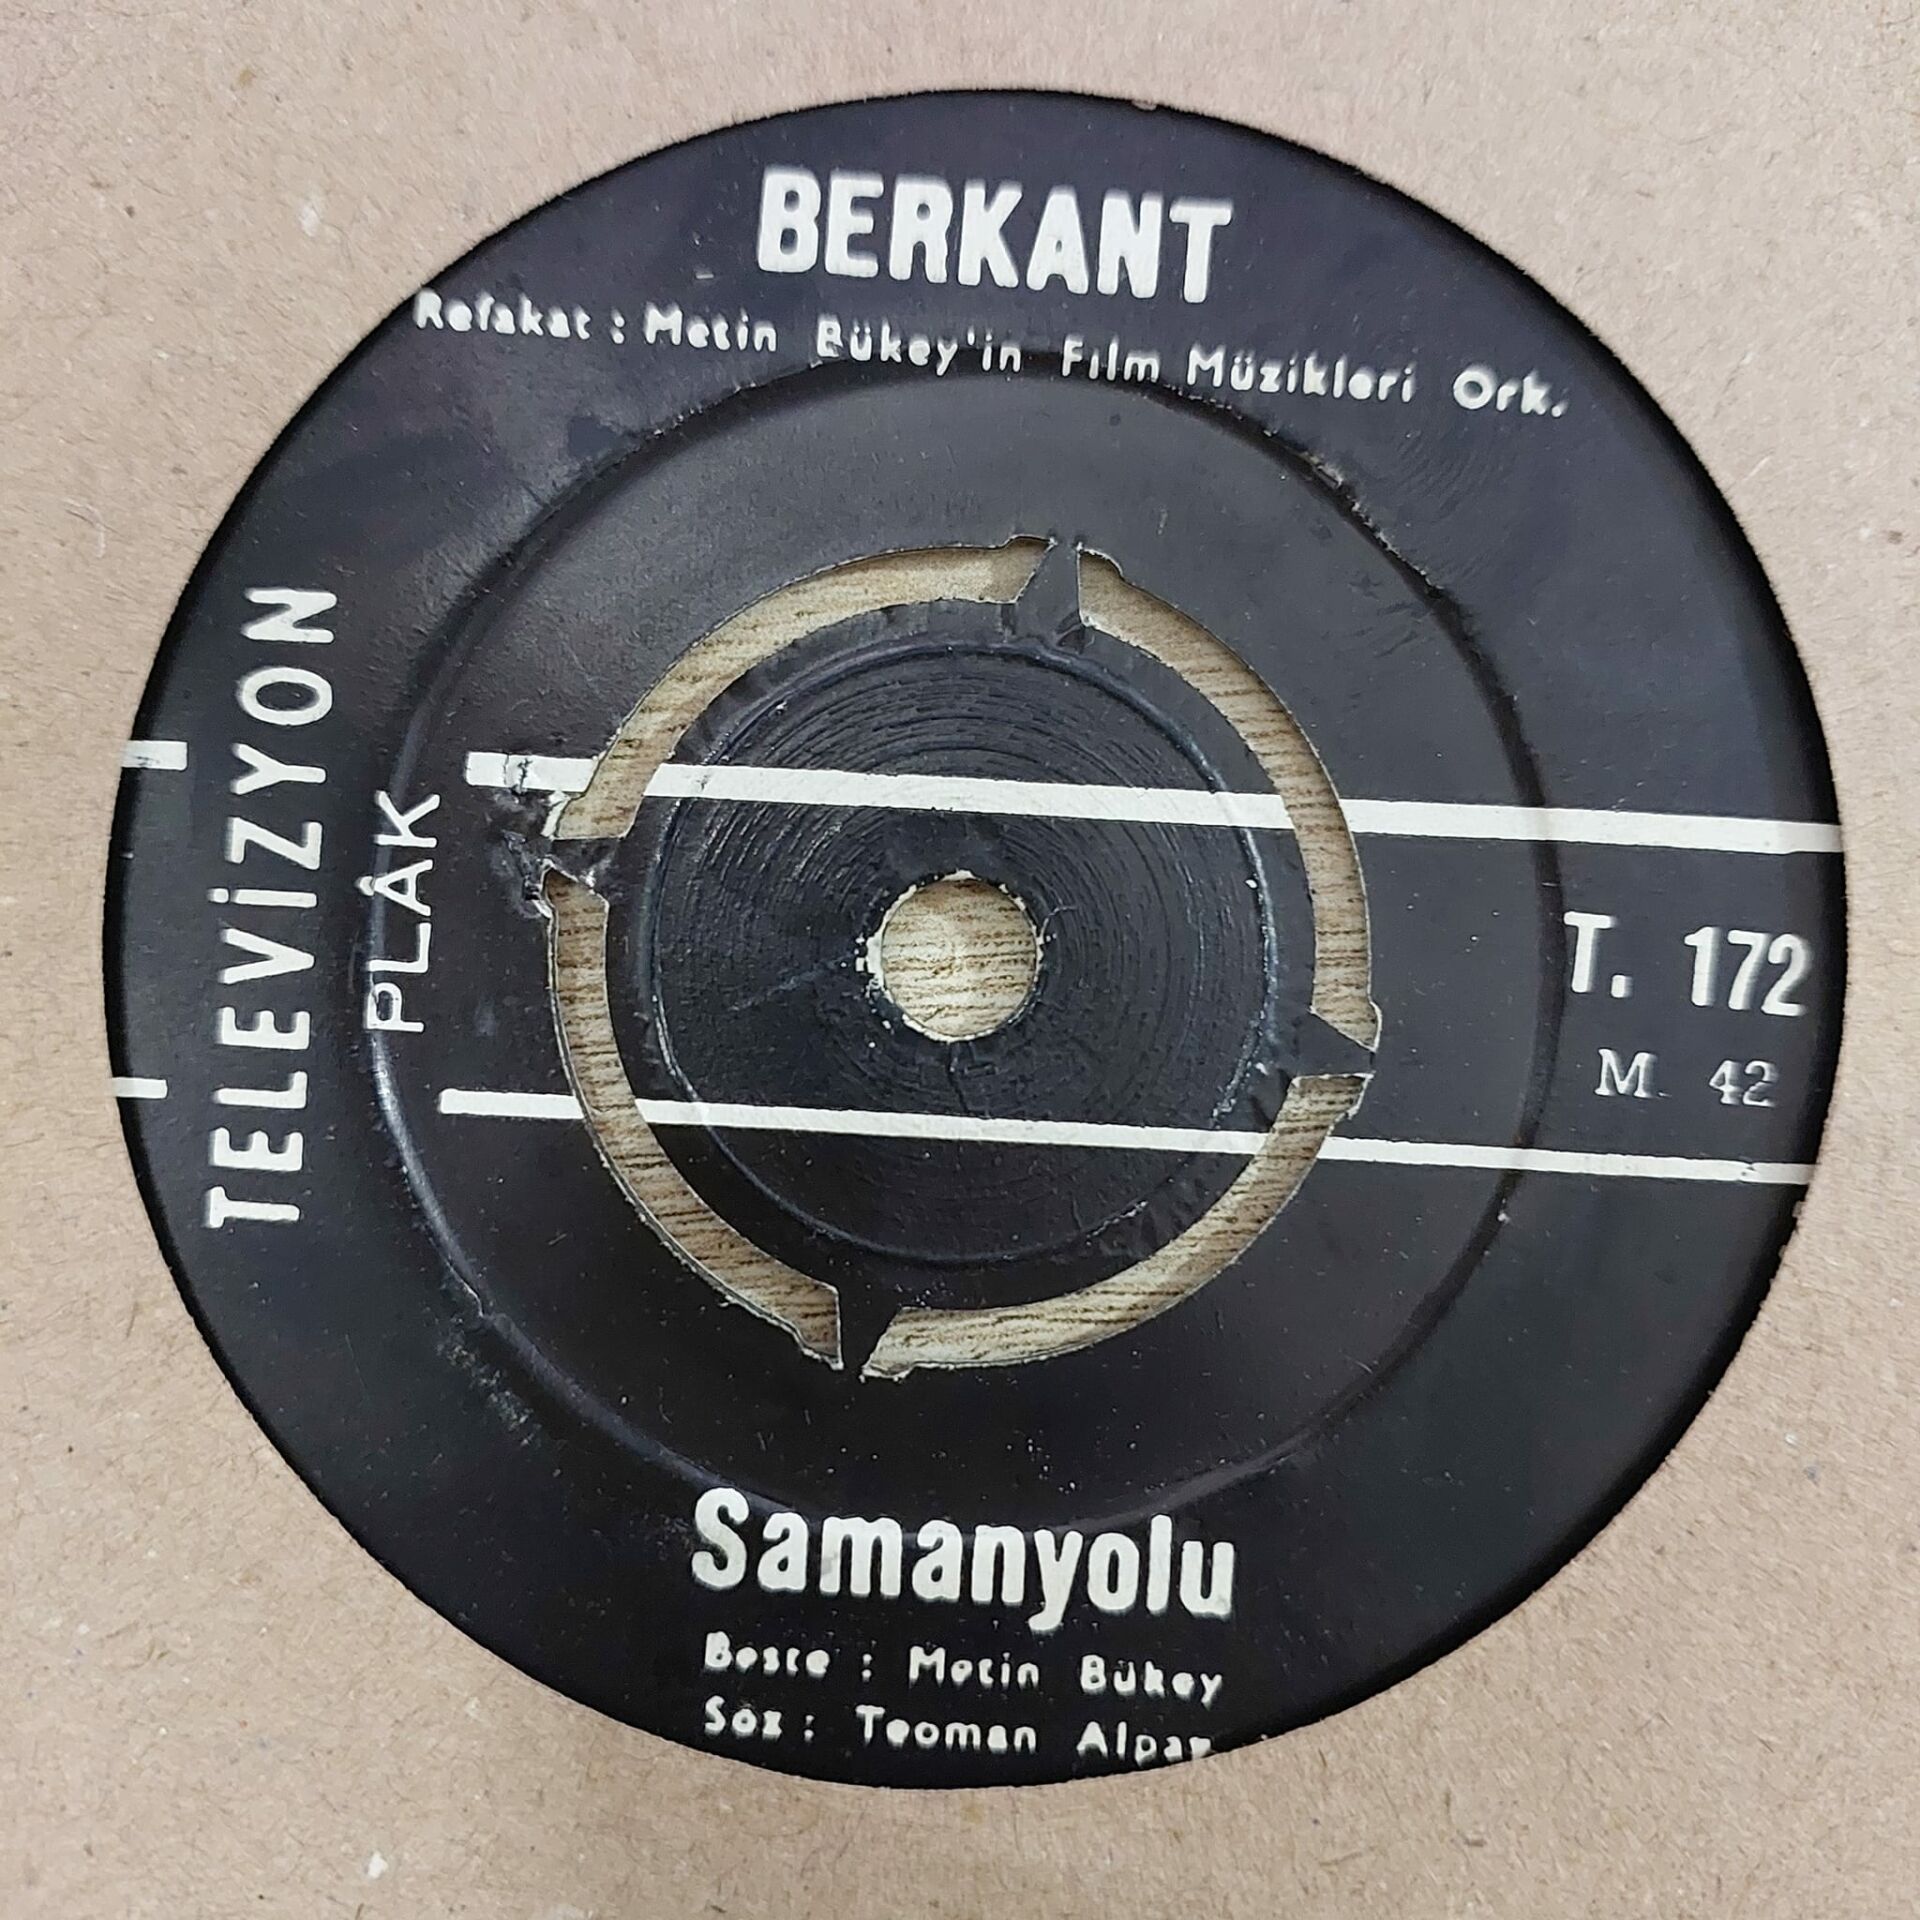 BERKANT
Refakat : Metin Bükey'in Film Müzikleri Ork.
TELEVİZYON
PLÂK
T. 172
M. 42
Samanyolu
Beste : Metin Bükey
Söz : Teoman Alpay